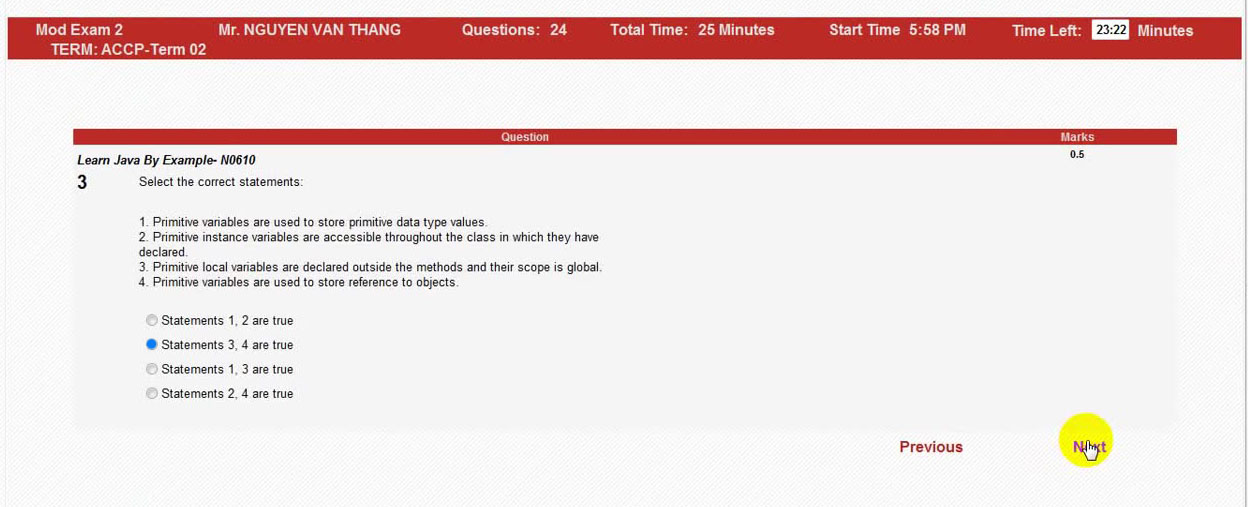 Mod Exam 2 Mr. NGUYEN VAN THANG Questions: 24 Total Time: 25 Minutes Start Time 5:58 PM Time Left: 23:22 Minutes
TERM: ACCP-Term 02
Question Marks
Learn Java By Example- N0610 0.5
3 Select the correct statements:
1. Primitive variables are used to store primitive data type values.
2. Primitive instance variables are accessible throughout the class in which they have
declared.
3. Primitive local variables are declared outside the methods and their scope is global.
4. Primitive variables are used to store reference to objects.
Statements 1, 2 are true
Statements 3, 4 are true
Statements 1, 3 are true
Statements 2, 4 are true
Previous Next